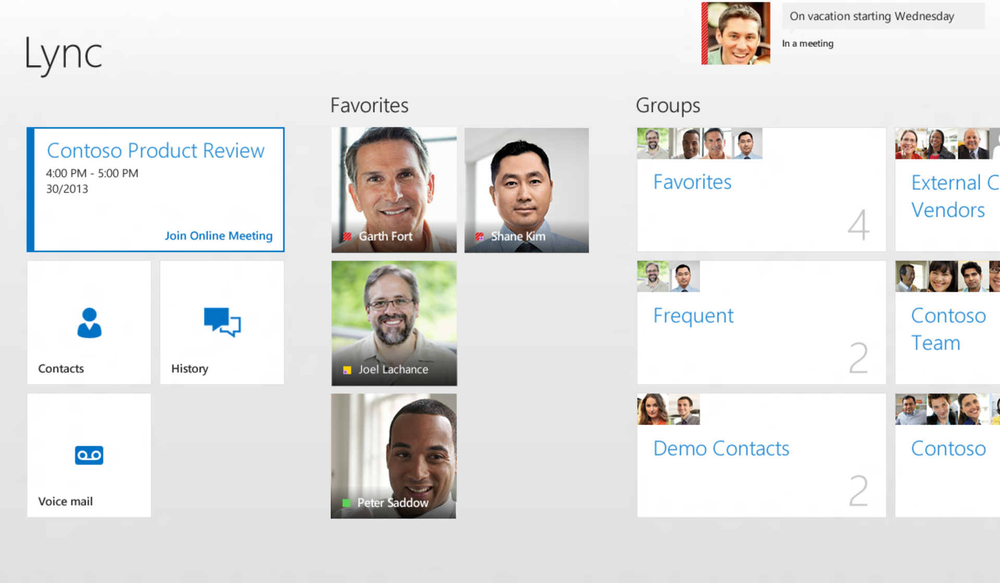 On vacation starting Wednesday
In a meeting
Lync
Contoso Product Review
4:00 PM - 5:00 PM
30/2013
Join Online Meeting
Contacts
History
Voice mail
Favorites
Garth Fort
Shane Kim
Joel Lachance
Peter Saddow
Groups
Favorites
4
External C
Vendors
Frequent
2
Contoso
Team
Demo Contacts
2
Contoso